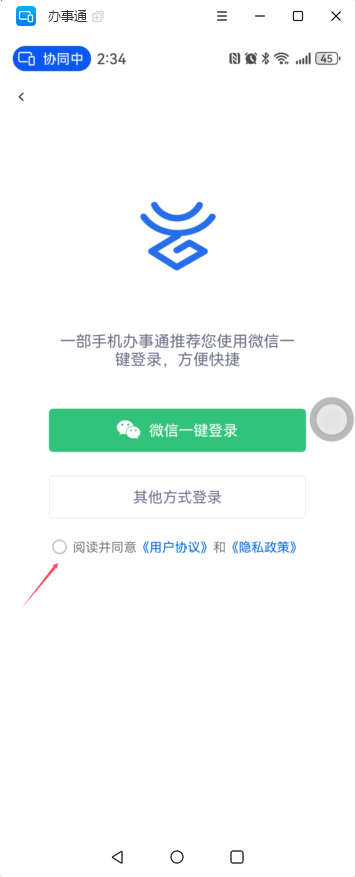 办事通
协同中 2:34 45
一部手机办事通推荐您使用微信一
键登录，方便快捷
微信一键登录
其他方式登录
阅读并同意《用户协议》和《隐私政策》